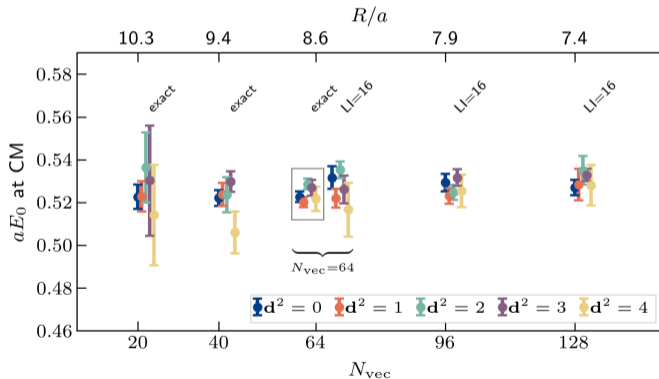 R/a
10.3 9.4 8.6 7.9 7.4
0.58
0.56
0.54
0.52
0.50
0.48
0.46
aE₀ at CM
exact exact exact LI=16 LI=16 LI=16
N_vec=64
d² = 0 d² = 1 d² = 2 d² = 3 d² = 4
20 40 64 96 128
N_vec